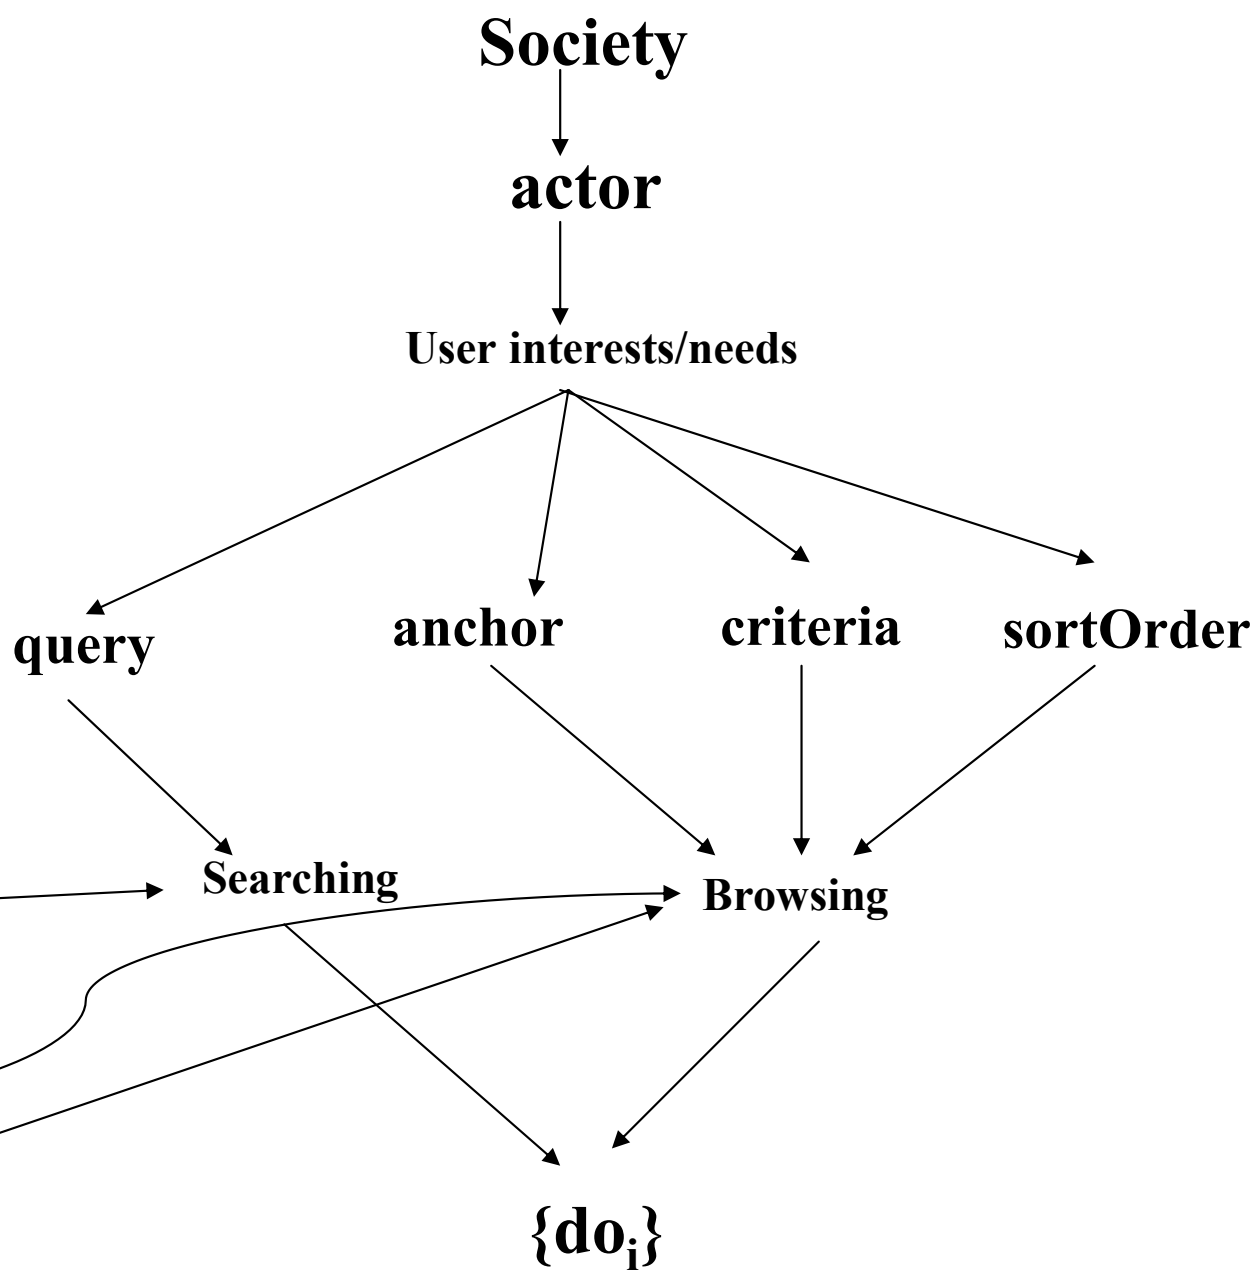 Society
actor
User interests/needs
query
anchor
criteria
sortOrder
Searching
Browsing
{doi}